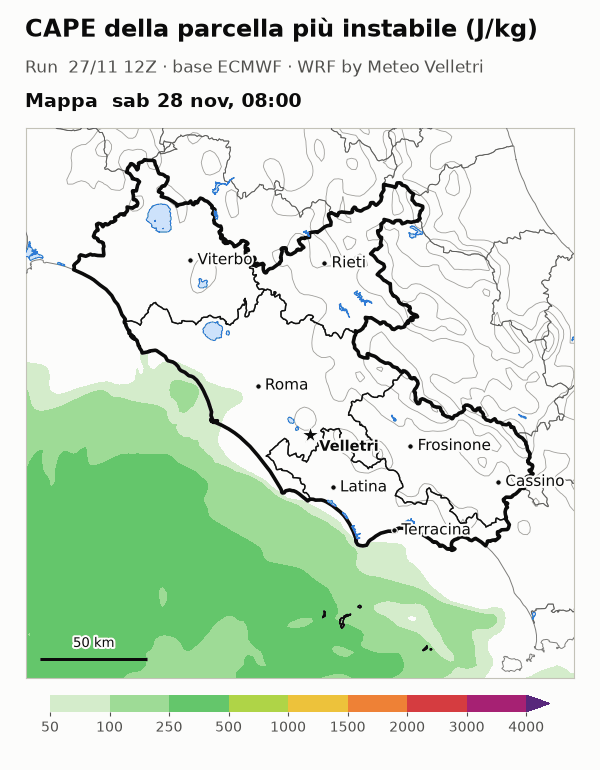 CAPE della parcella più instabile (J/kg)
Run  27/11 12Z · base ECMWF · WRF by Meteo Velletri
Mappa  sab 28 nov, 08:00
Viterbo
Rieti
Roma
Velletri
Frosinone
Cassino
Latina
Terracina
50 km
50 100 250 500 1000 1500 2000 3000 4000